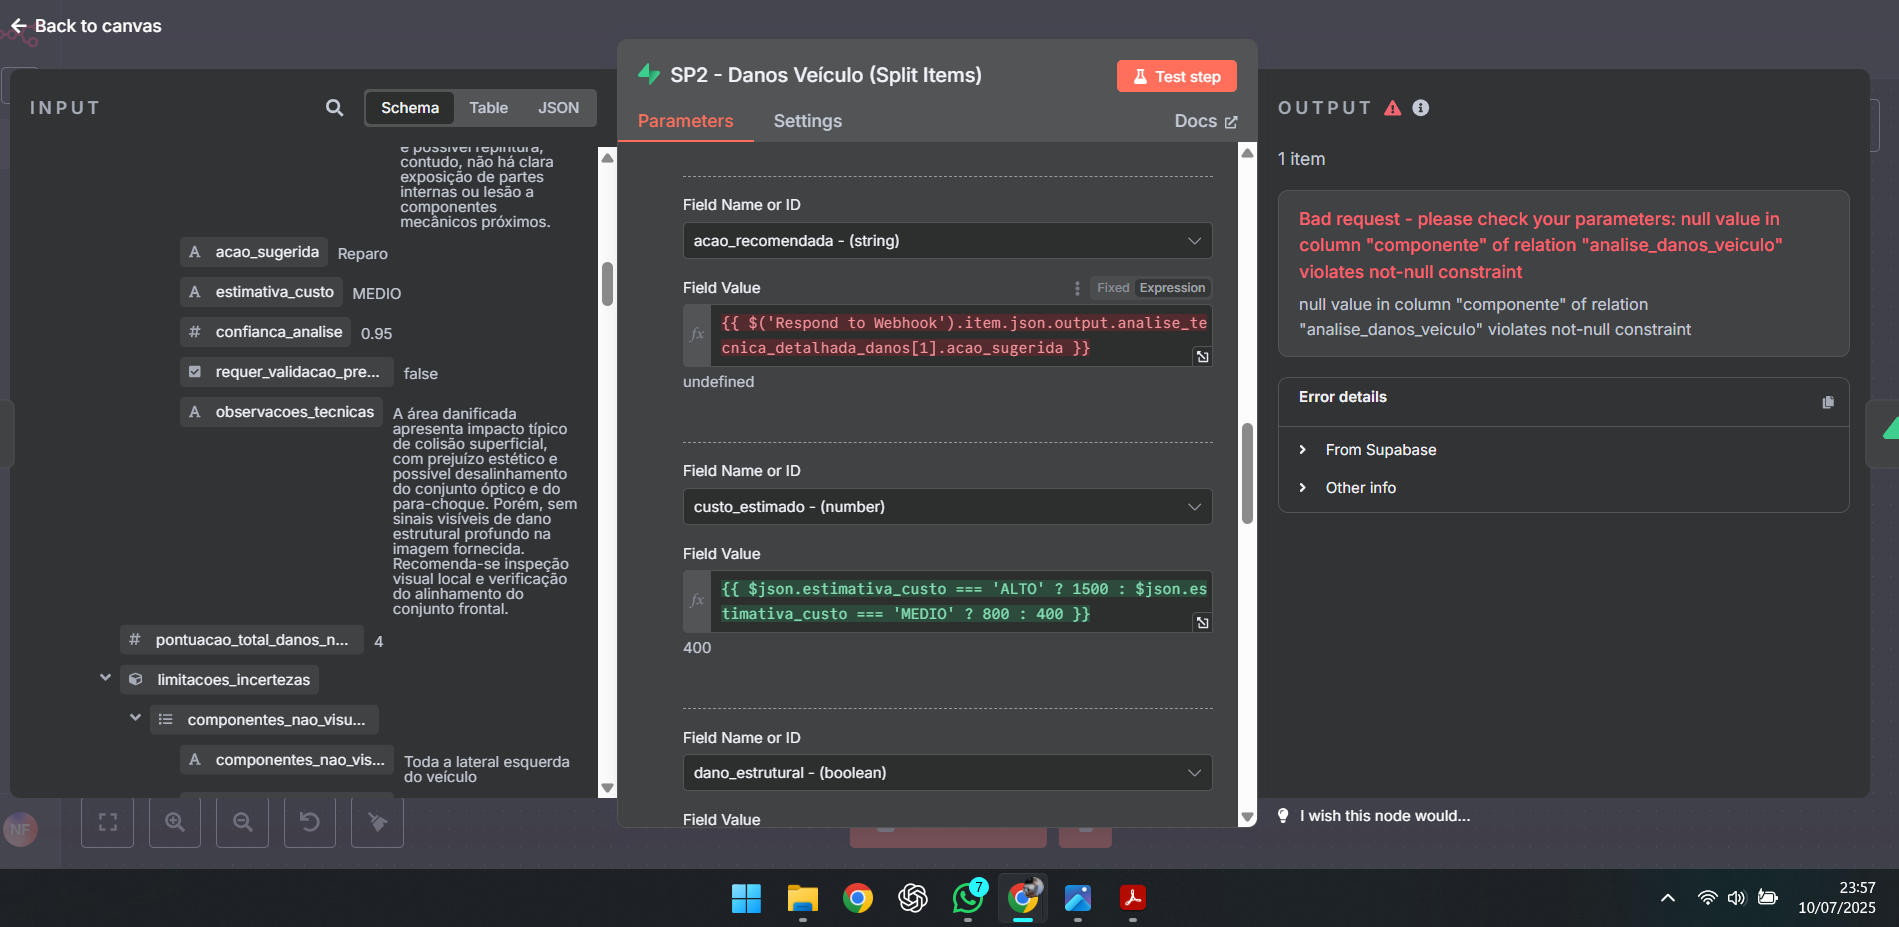 Back to canvas
INPUT
Schema
Table
JSON
e possível repintura,
contudo, não há clara
exposição de partes
internas ou lesão a
componentes
mecânicos próximos.
acao_sugerida
Reparo
estimativa_custo
MEDIO
# confianca_analise
0.95
requer_validacao_pre...
false
observacoes_tecnicas
A área danificada
apresenta impacto típico
de colisão superficial,
com prejuízo estético e
possível desalinhamento
do conjunto óptico e do
para-choque. Porém, sem
sinais visíveis de dano
estrutural profundo na
imagem fornecida.
Recomenda-se inspeção
visual local e verificação
do alinhamento do
conjunto frontal.
# pontuacao_total_danos_n...
4
limitacoes_incertezas
componentes_nao_visu...
componentes_nao_vis...
Toda a lateral esquerda
do veículo
NF
SP2 - Danos Veículo (Split Items)
Test step
Parameters
Settings
Docs
Field Name or ID
acao_recomendada - (string)
Field Value
Fixed
Expression
fx
{{ $('Respond to Webhook').item.json.output.analise_te
cnica_detalhada_danos[1].acao_sugerida }}
undefined
Field Name or ID
custo_estimado - (number)
Field Value
fx
{{ $json.estimativa_custo === 'ALTO' ? 1500 : $json.es
timativa_custo === 'MEDIO' ? 800 : 400 }}
400
Field Name or ID
dano_estrutural - (boolean)
Field Value
OUTPUT
1 item
Bad request - please check your parameters: null value in
column "componente" of relation "analise_danos_veiculo"
violates not-null constraint
null value in column "componente" of relation
"analise_danos_veiculo" violates not-null constraint
Error details
From Supabase
Other info
I wish this node would...
7
23:57
10/07/2025